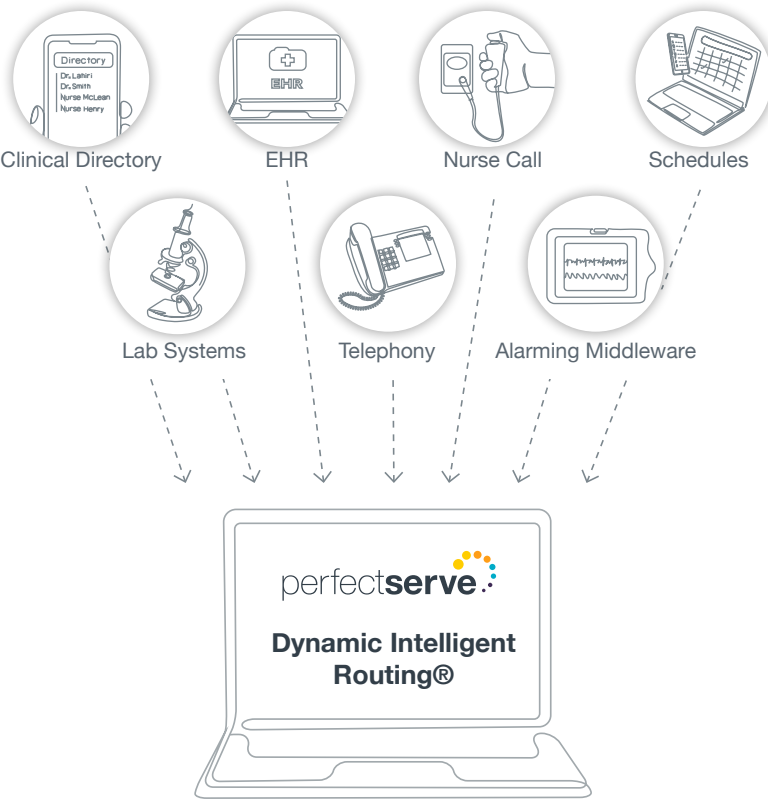 Directory
Dr. Lahiri
Dr. Smith
Nurse McLean
Nurse Henry
EHR
Clinical Directory
EHR
Nurse Call
Schedules
Lab Systems
Telephony
Alarming Middleware
perfectserve
Dynamic Intelligent
Routing®